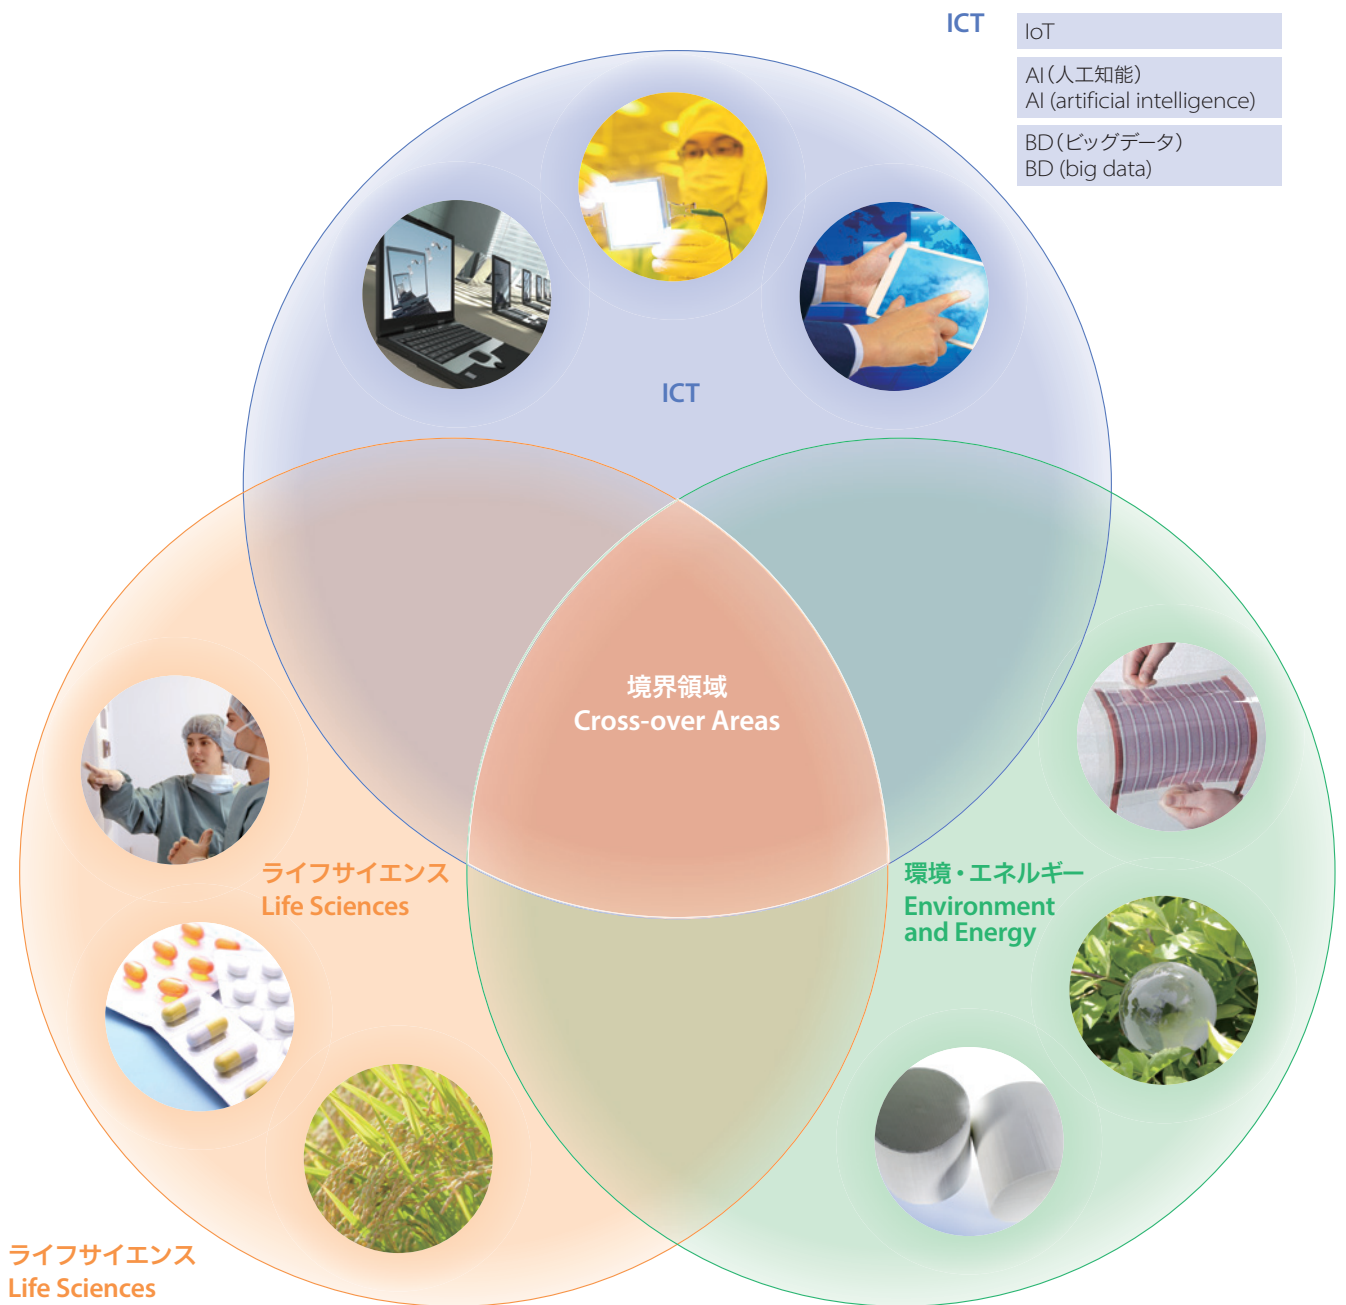 ICT
IoT
AI(人工知能)
AI (artificial intelligence)
BD(ビッグデータ)
BD (big data)
ICT
境界領域
Cross-over Areas
ライフサイエンス
Life Sciences
環境・エネルギー
Environment
and Energy
ライフサイエンス
Life Sciences